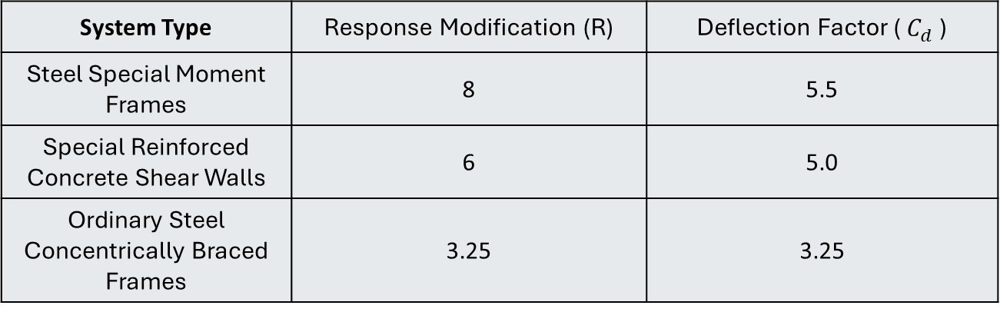 System Type
Response Modification (R)
Deflection Factor ( C_d )
Steel Special Moment
Frames
8
5.5
Special Reinforced
Concrete Shear Walls
6
5.0
Ordinary Steel
Concentrically Braced
Frames
3.25
3.25